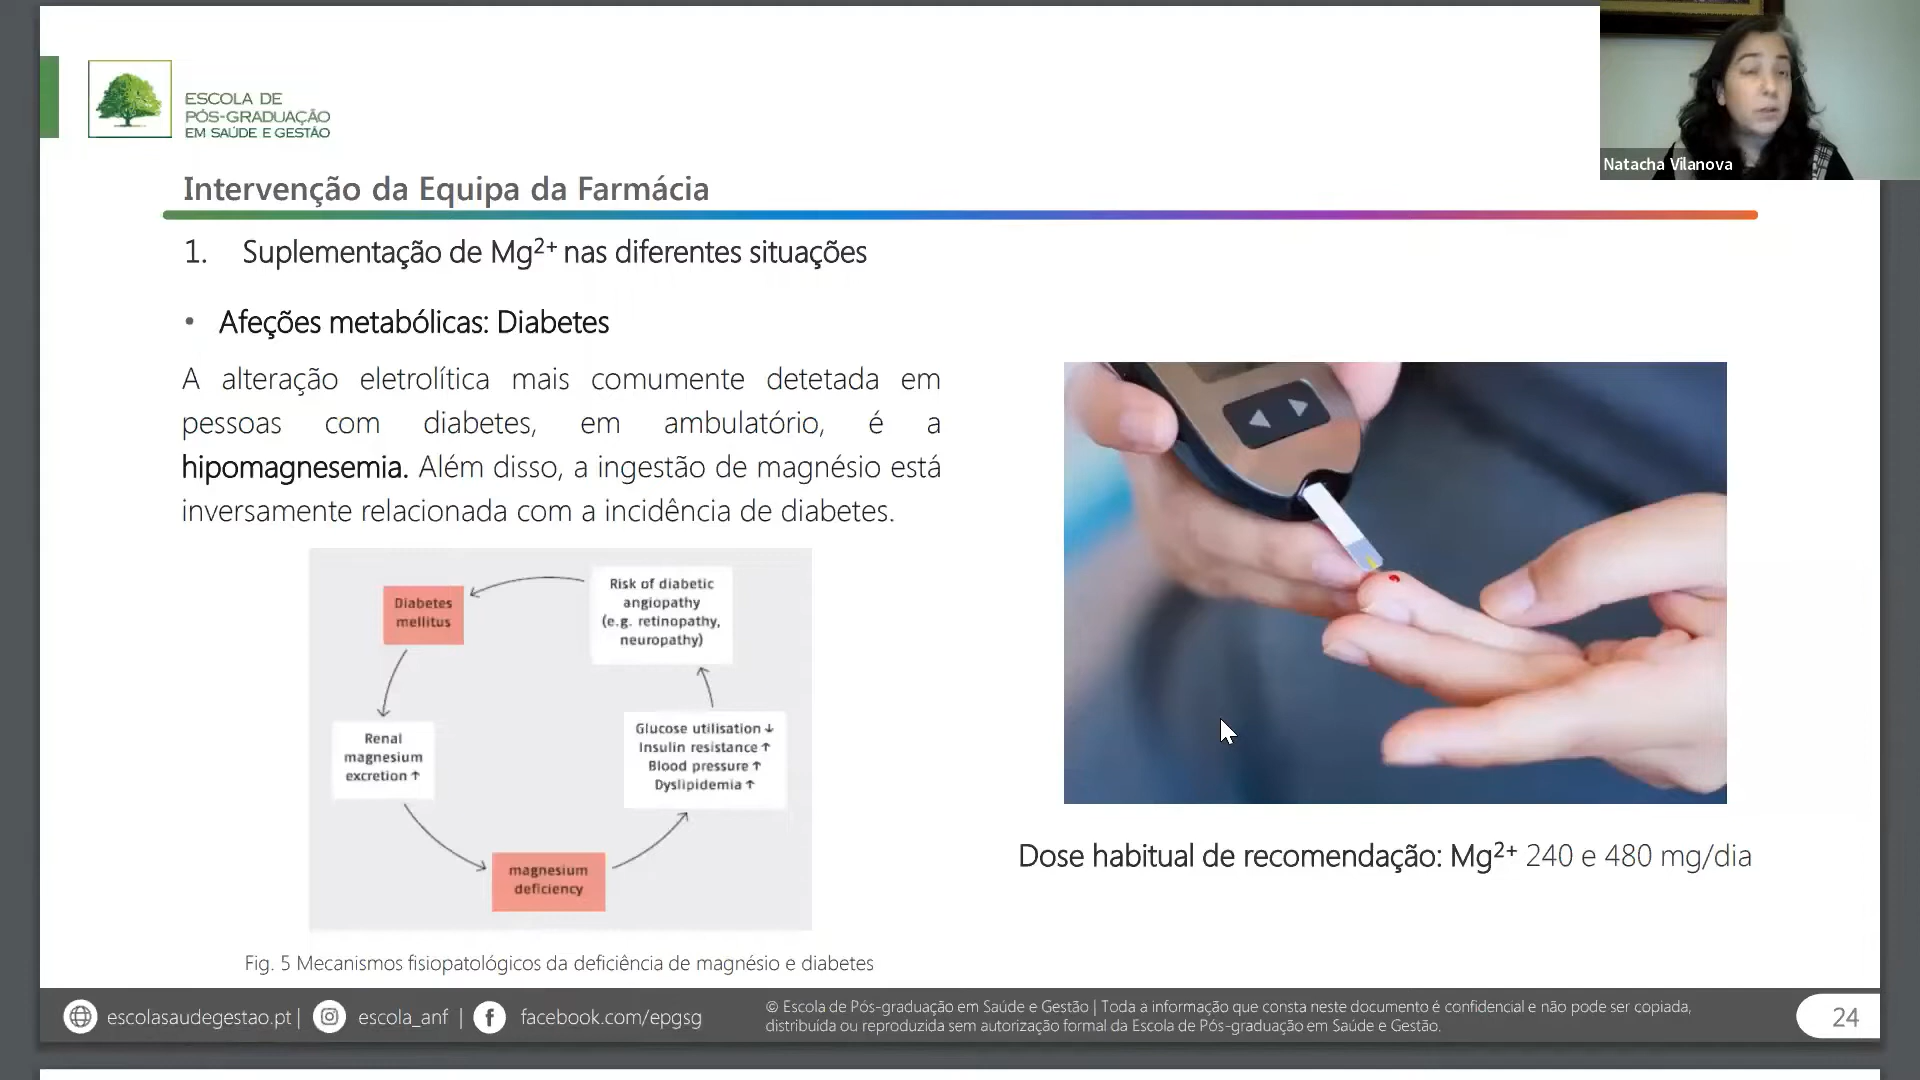 ESCOLA DE
PÓS-GRADUAÇÃO
EM SAÚDE E GESTÃO
Natacha Vilanova
Intervenção da Equipa da Farmácia
1. Suplementação de Mg²⁺ nas diferentes situações
• Afeções metabólicas: Diabetes
A alteração eletrolítica mais comumente detetada em
pessoas com diabetes, em ambulatório, é a
hipomagnesemia. Além disso, a ingestão de magnésio está
inversamente relacionada com a incidência de diabetes.
Diabetes
mellitus
Risk of diabetic
angiopathy
(e.g. retinopathy,
neuropathy)
Renal
magnesium
excretion ↑
Glucose utilisation ↓
Insulin resistance ↑
Blood pressure ↑
Dyslipidemia ↑
magnesium
deficiency
Fig. 5 Mecanismos fisiopatológicos da deficiência de magnésio e diabetes
Dose habitual de recomendação: Mg²⁺ 240 e 480 mg/dia
escolasaudegestao.pt | escola_anf | facebook.com/epgsg
© Escola de Pós-graduação em Saúde e Gestão | Toda a informação que consta neste documento é confidencial e não pode ser copiada,
distribuída ou reproduzida sem autorização formal da Escola de Pós-graduação em Saúde e Gestão.
24